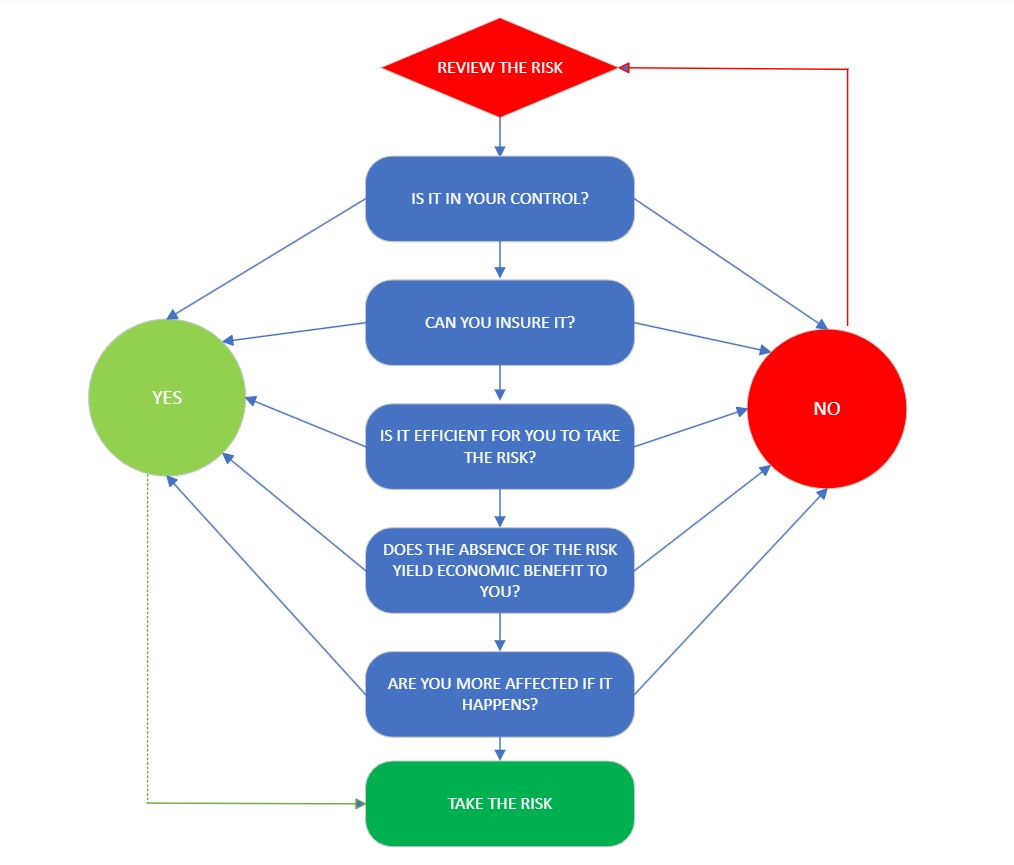 REVIEW THE RISK
IS IT IN YOUR CONTROL?
CAN YOU INSURE IT?
YES
NO
IS IT EFFICIENT FOR YOU TO TAKE
THE RISK?
DOES THE ABSENCE OF THE RISK
YIELD ECONOMIC BENEFIT TO
YOU?
ARE YOU MORE AFFECTED IF IT
HAPPENS?
TAKE THE RISK